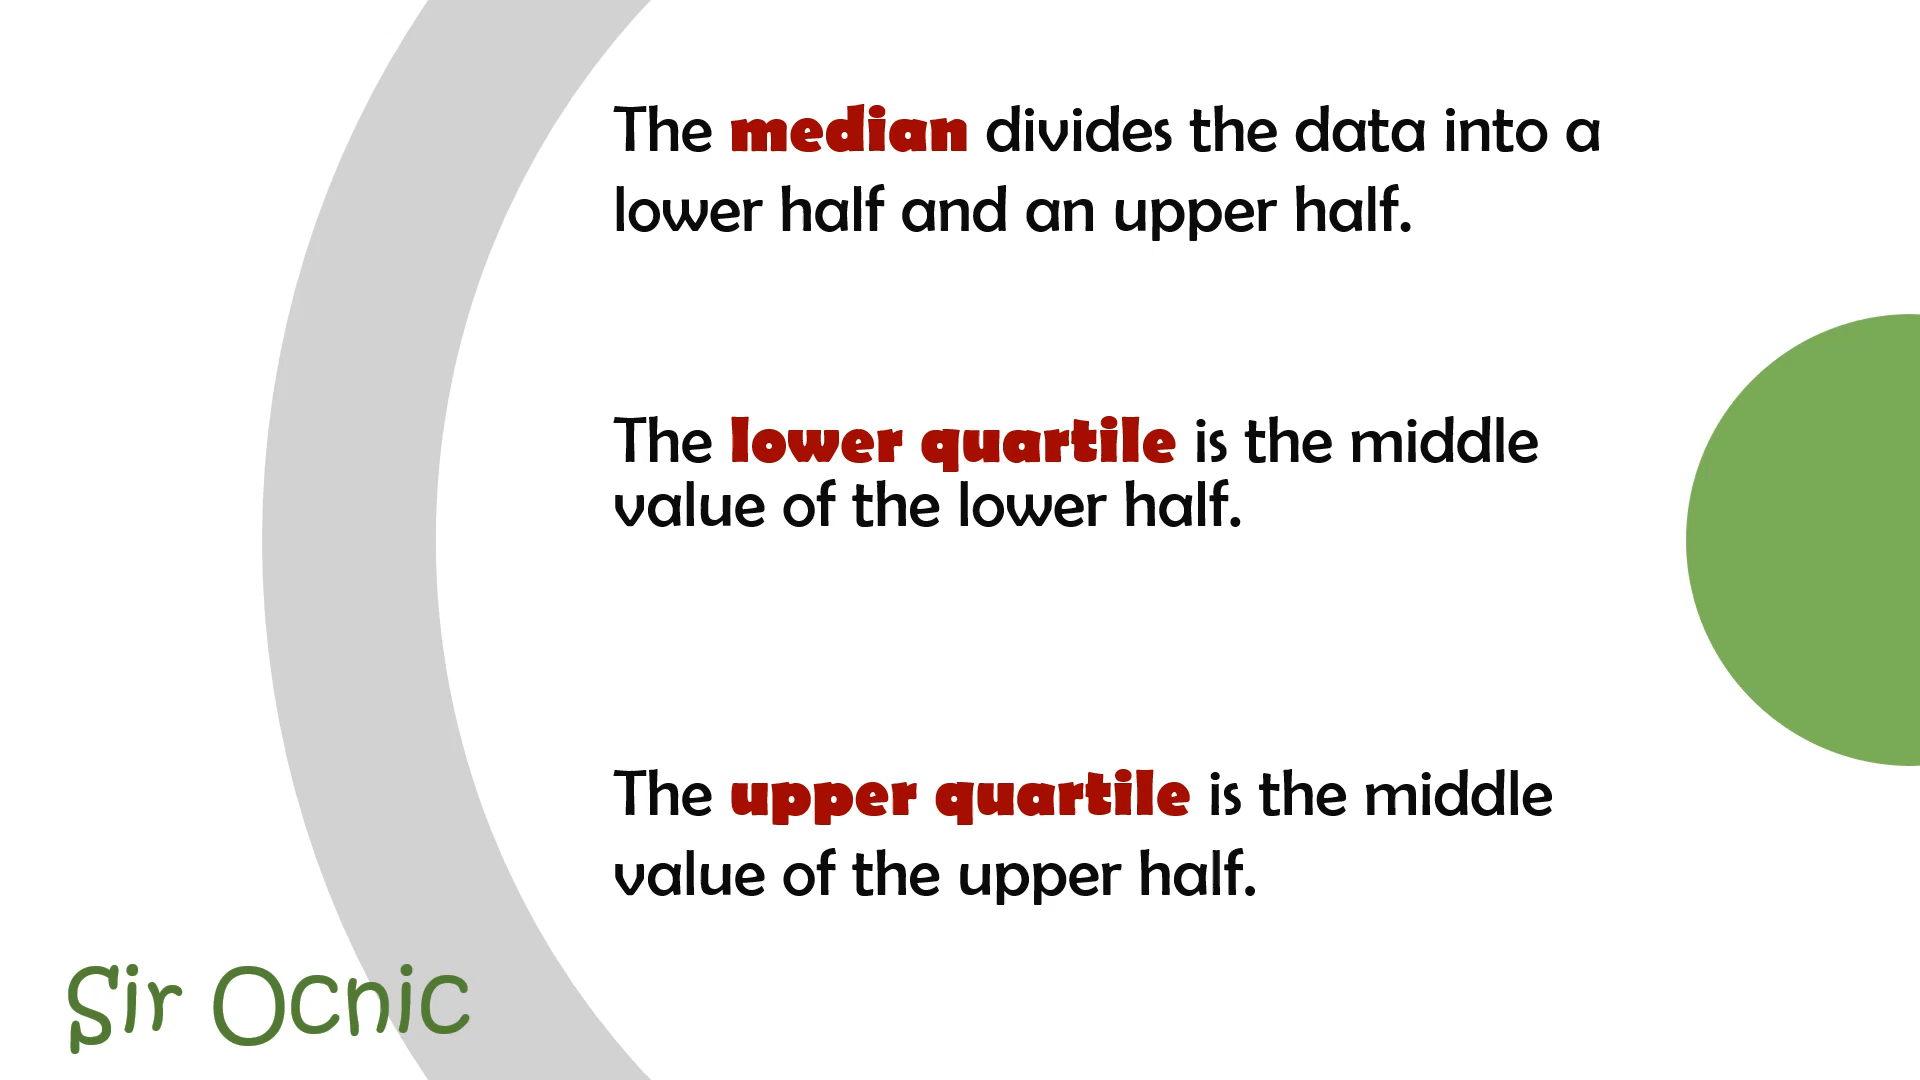 The median divides the data into a
lower half and an upper half.
The lower quartile is the middle
value of the lower half.
The upper quartile is the middle
value of the upper half.
Sir Ocnic